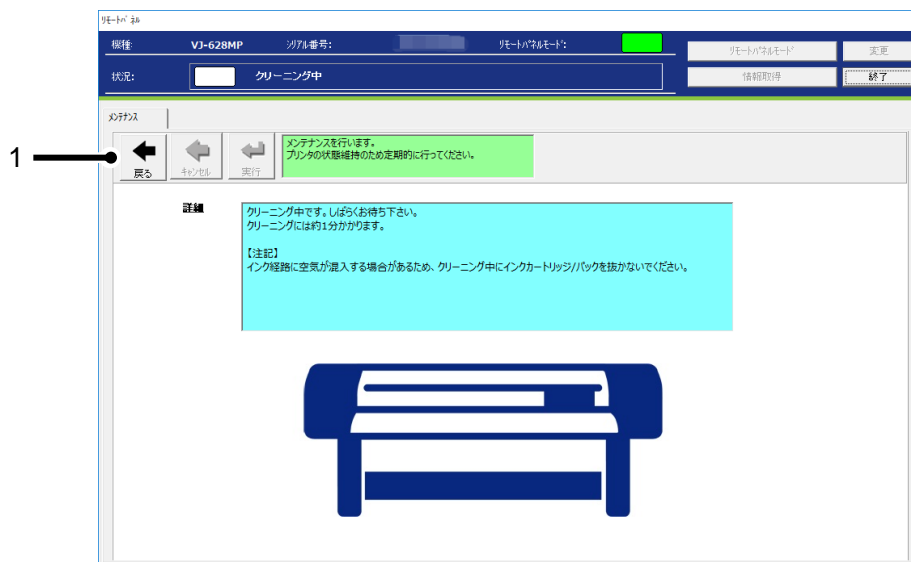 リモートパネル
機種: VJ-628MP シリアル番号: リモートパネルモード: リモートパネルモード 変更
状況: クリーニング中 情報取得 終了
メンテナンス
1
戻る キャンセル 実行
メンテナンスを行います。
プリンタの状態維持のため定期的に行ってください。
詳細
クリーニング中です。しばらくお待ち下さい。
クリーニングには約1分かかります。
【注記】
インク経路に空気が混入する場合があるため、クリーニング中にインクカートリッジ/パックを抜かないでください。